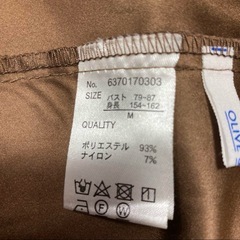 No. 6370170303
SIZE バスト 79-87
身長 154-162
M
QUALITY
ポリエステル 93%
ナイロン 7%
OLIVE